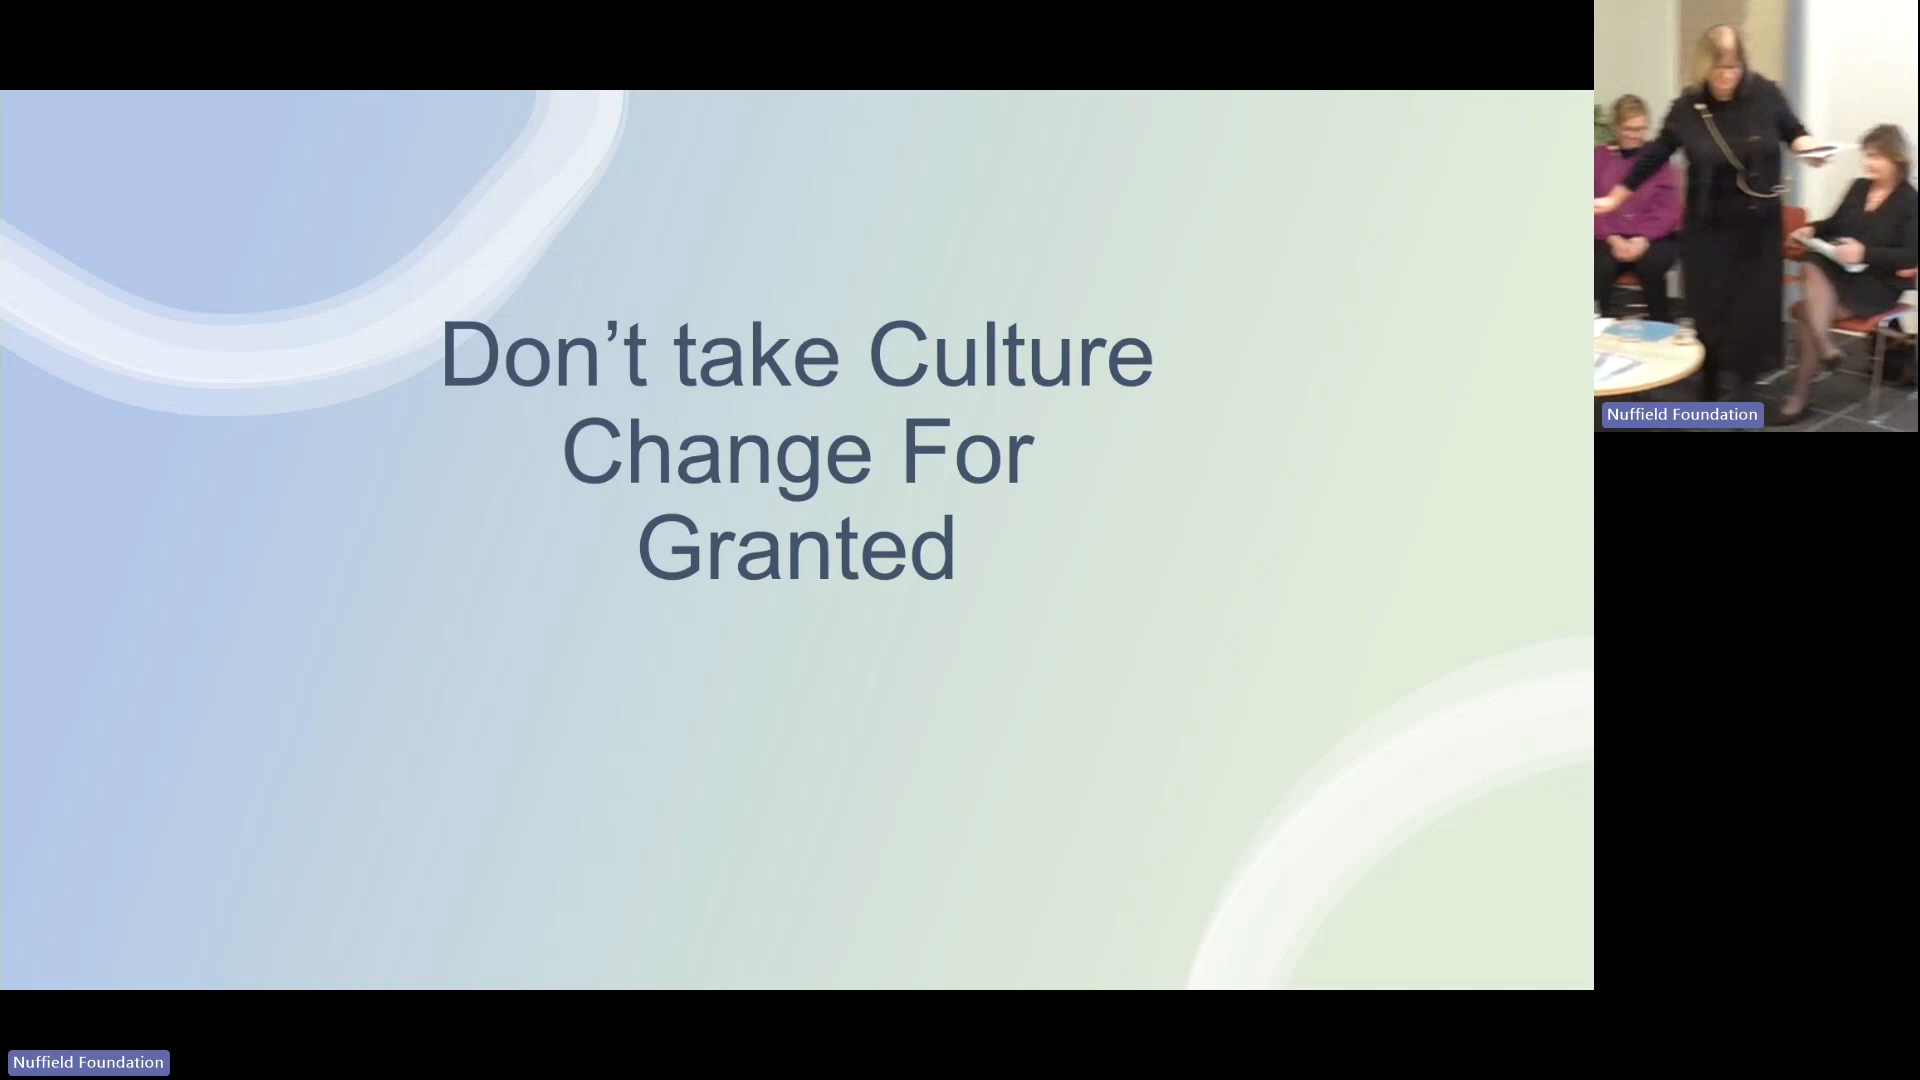 Don’t take Culture
Change For
Granted
Nuffield Foundation
Nuffield Foundation